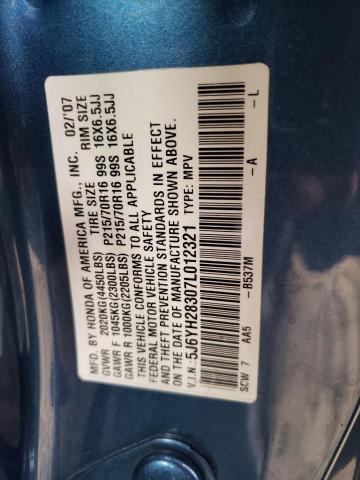 MFD. BY HONDA OF AMERICA MFG., INC. 02/'07
TIRE SIZE RIM SIZE
GVWR 2020KG(4450LBS)
GAWR F 1045KG(2300LBS) P215/70R16 99S 16X6.5JJ
GAWR R 1000KG(2205LBS) P215/70R16 99S 16X6.5JJ
THIS VEHICLE CONFORMS TO ALL APPLICABLE
FEDERAL MOTOR VEHICLE SAFETY
AND THEFT PREVENTION STANDARDS IN EFFECT
ON THE DATE OF MANUFACTURE SHOWN ABOVE.
V.I.N.: 5J6YH28307L012321 TYPE: MPV
SCW 7 AA5 -B537M -A -L